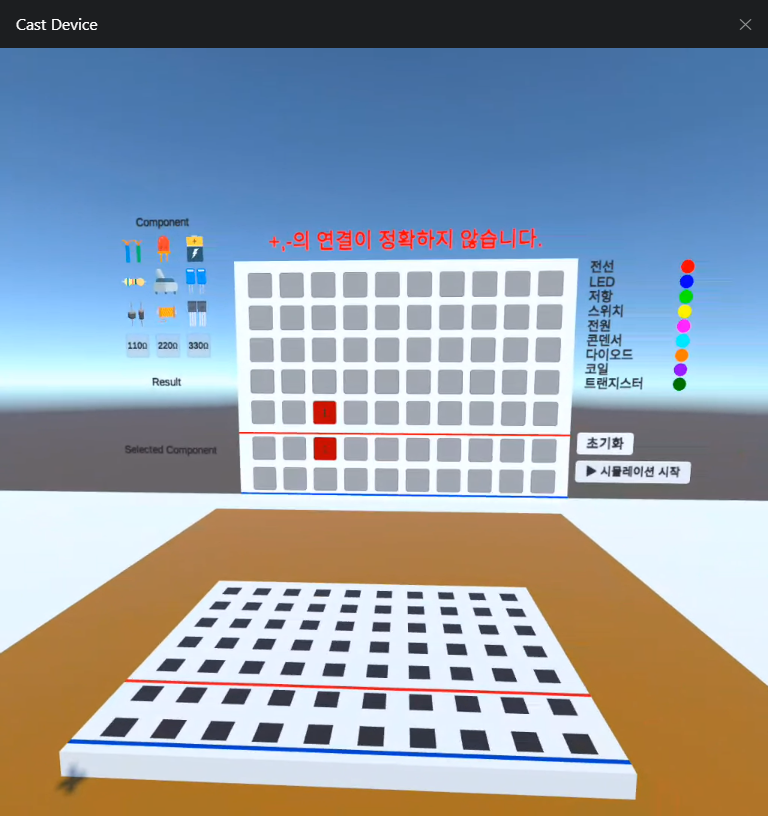 Cast Device
Component
+,-의 연결이 정확하지 않습니다.
전선
LED
저항
스위치
전원
콘덴서
다이오드
코일
트랜지스터
110Ω 220Ω 330Ω
Result
Selected Component
초기화
▶ 시뮬레이션 시작